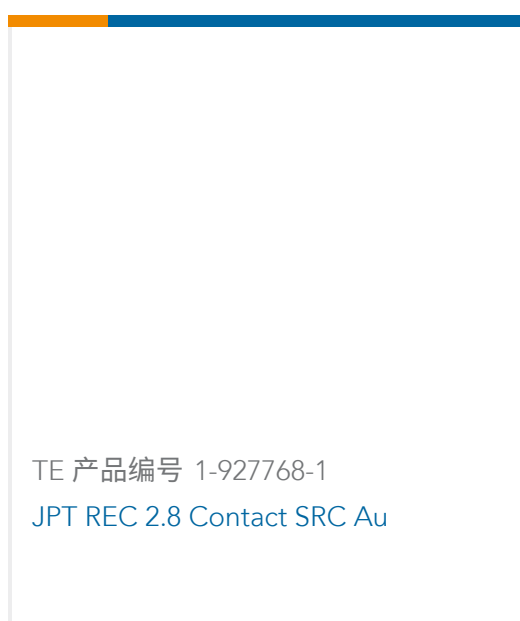 TE 产品编号 1-927768-1
JPT REC 2.8 Contact SRC Au